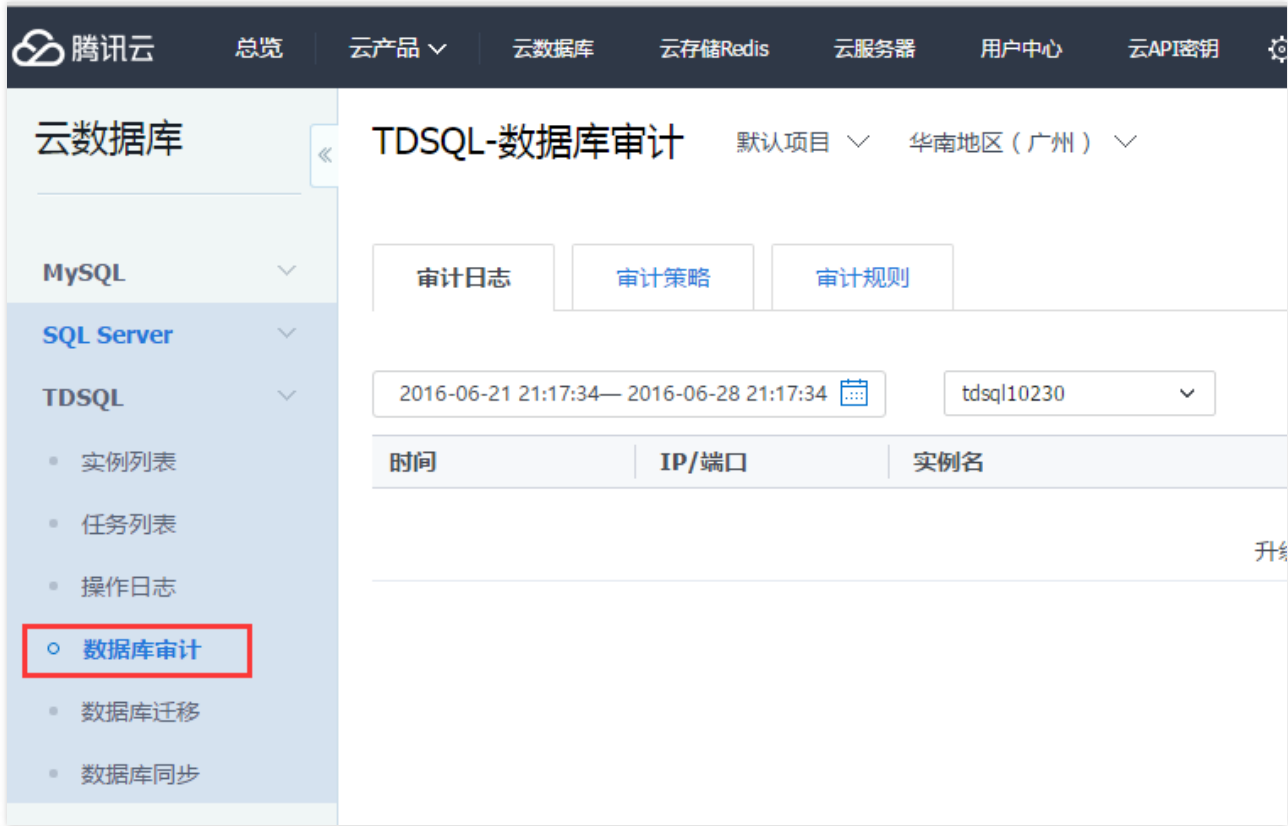 腾讯云 总览 云产品 云数据库 云存储Redis 云服务器 用户中心 云API密钥
云数据库
TDSQL-数据库审计 默认项目 华南地区（广州）
MySQL
SQL Server
TDSQL
实例列表
任务列表
操作日志
数据库审计
数据库迁移
数据库同步
审计日志 审计策略 审计规则
2016-06-21 21:17:34— 2016-06-28 21:17:34 tdsql10230
时间 IP/端口 实例名
升